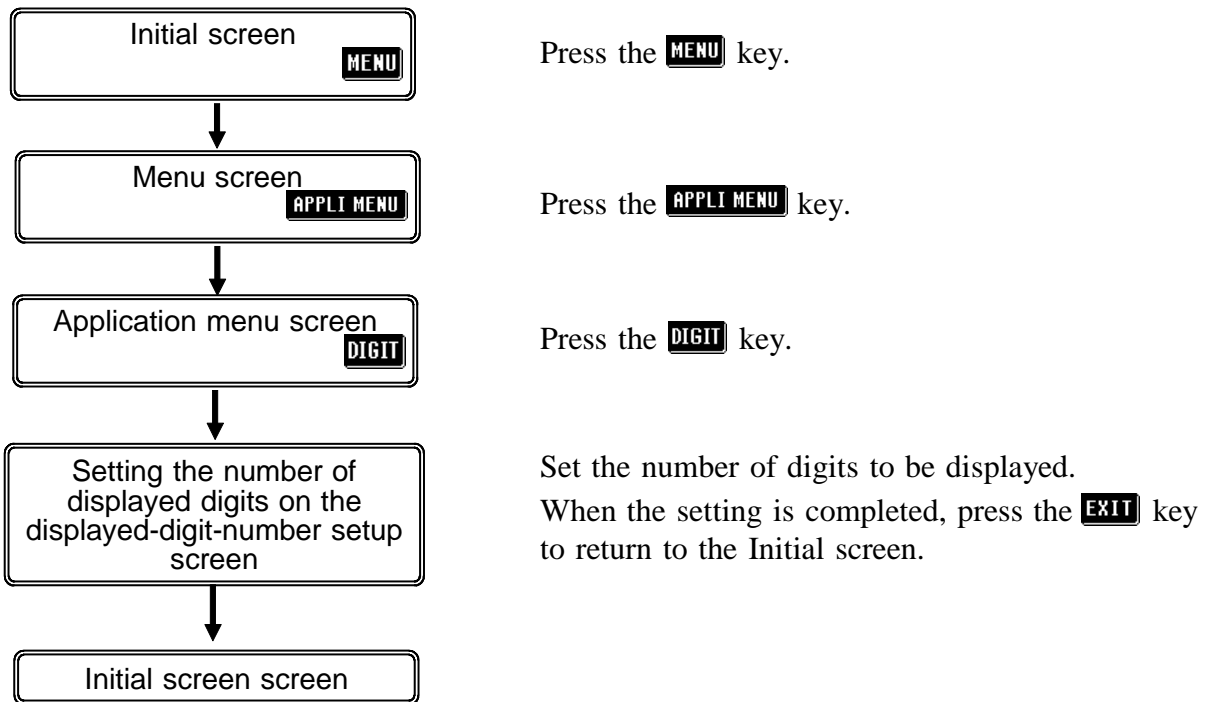 Initial screen
MENU
Press the MENU key.
Menu screen
APPLI MENU
Press the APPLI MENU key.
Application menu screen
DIGIT
Press the DIGIT key.
Setting the number of
displayed digits on the
displayed-digit-number setup
screen
Set the number of digits to be displayed.
When the setting is completed, press the EXIT key
to return to the Initial screen.
Initial screen screen